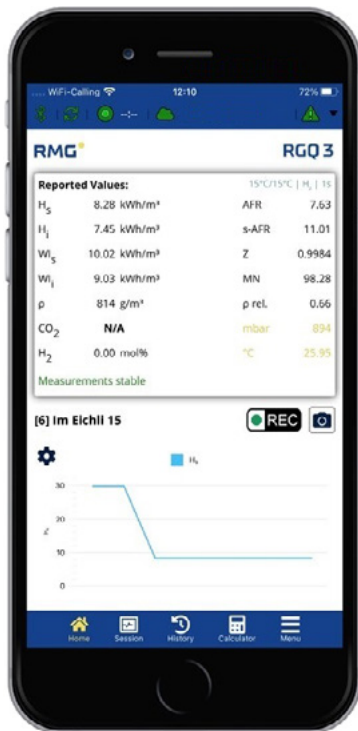 .... WiFi-Calling 12:10 72%
-:-
RMG RGQ 3
Reported Values: 15°C/15°C | Hs | 1s
Hs 8.28 kWh/m³ AFR 7.63
Hi 7.45 kWh/m³ s-AFR 11.01
WIs 10.02 kWh/m³ Z 0.9984
WIi 9.03 kWh/m³ MN 98.28
ρ 814 g/m³ ρ rel. 0.66
CO2 N/A mbar 894
H2 0.00 mol% °C 25.95
Measurements stable
[6] Im Eichli 15 REC
Hs
30
20
Hs
10
0
Home Session History Calculator Menu